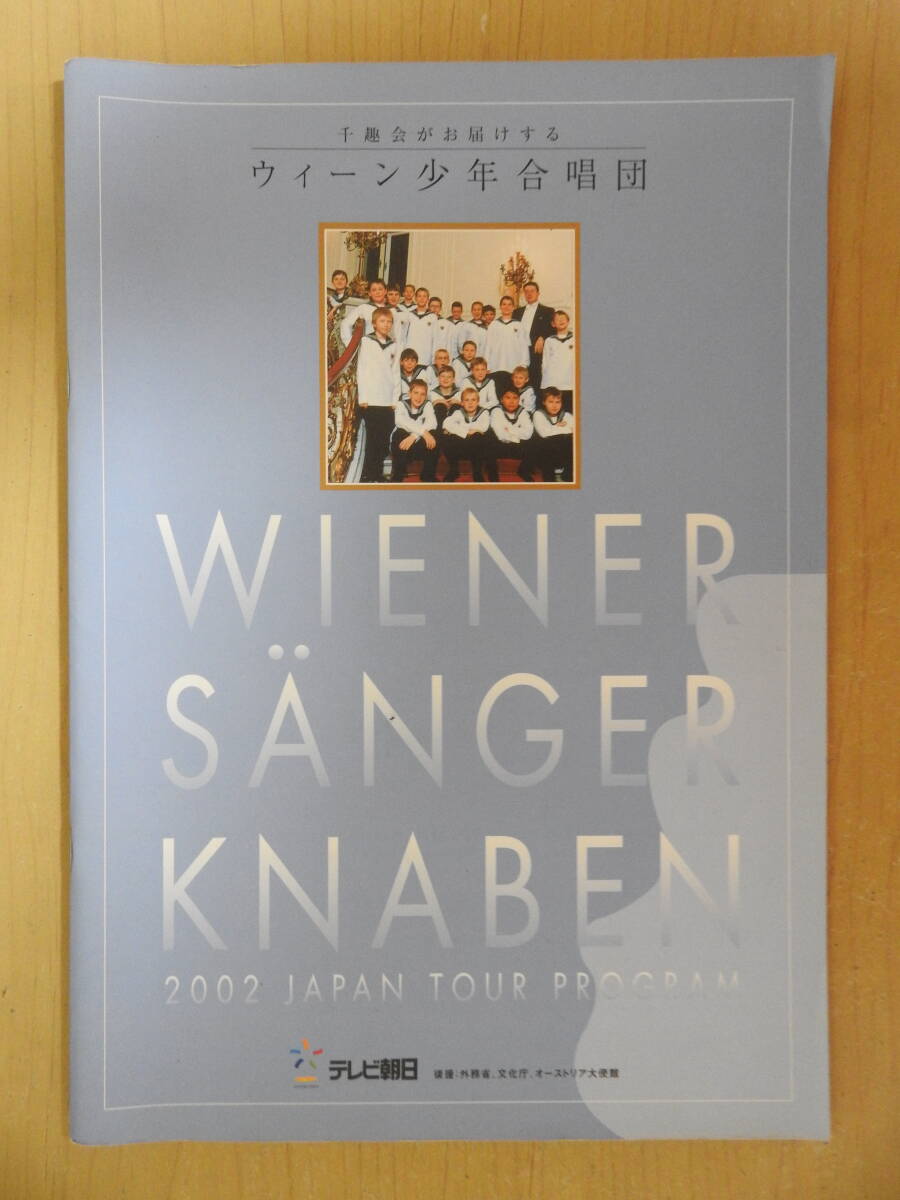 千趣会がお届けする
ウィーン少年合唱団
WIENER
SÄNGER
KNABEN
2002 JAPAN TOUR PROGRAM
テレビ朝日 後援：外務省、文化庁、オーストリア大使館